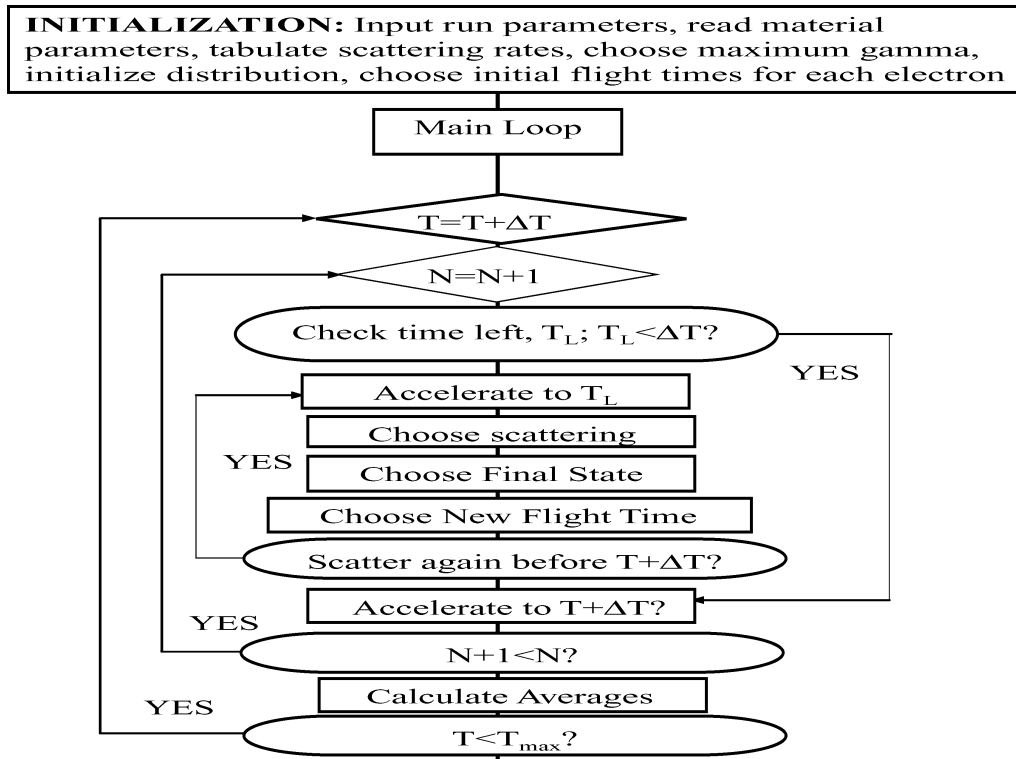 INITIALIZATION: Input run parameters, read material
parameters, tabulate scattering rates, choose maximum gamma,
initialize distribution, choose initial flight times for each electron
Main Loop
T=T+ΔT
N=N+1
Check time left, T_L; T_L<ΔT?
YES
Accelerate to T_L
Choose scattering
YES
Choose Final State
Choose New Flight Time
Scatter again before T+ΔT?
Accelerate to T+ΔT?
YES
N+1<N?
Calculate Averages
YES
T<T_max?